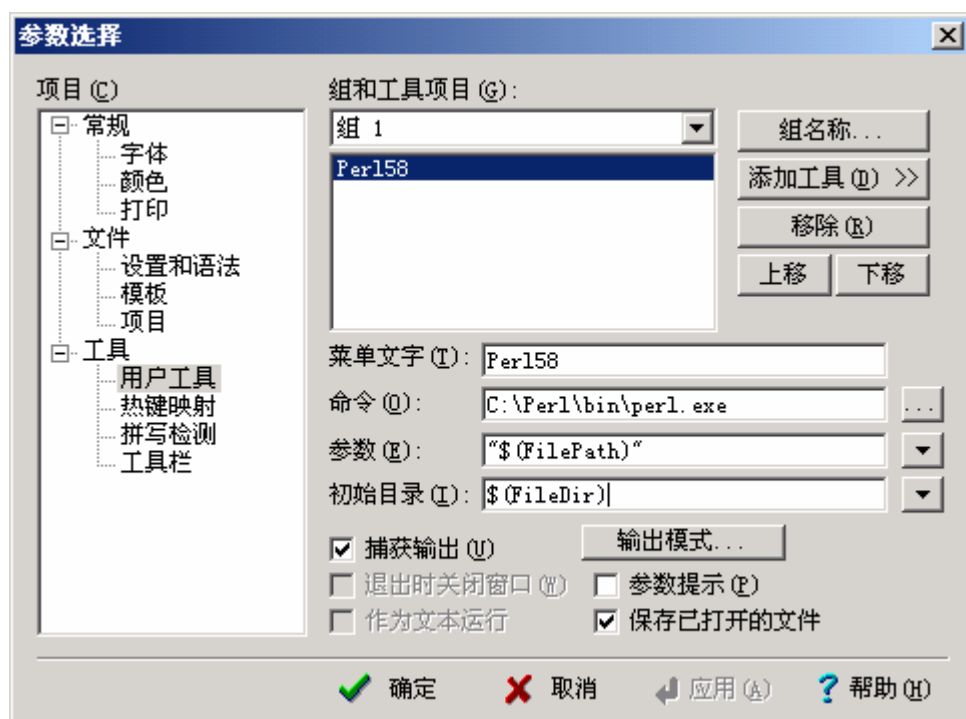 参数选择
项目(C)
常规
字体
颜色
打印
文件
设置和语法
模板
项目
工具
用户工具
热键映射
拼写检测
工具栏
组和工具项目(G):
组 1
Perl58
组名称...
添加工具(D) >>
移除(R)
上移 下移
菜单文字(T): Perl58
命令(O): C:\Perl\bin\perl.exe ...
参数(E): "$(FilePath)"
初始目录(I): $(FileDir)
捕获输出(U) 输出模式...
退出时关闭窗口(W) 参数提示(P)
作为文本运行 保存已打开的文件
确定 取消 应用(A) 帮助(H)